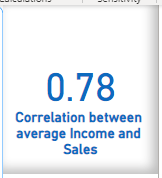 0.78
Correlation between
average Income and
Sales